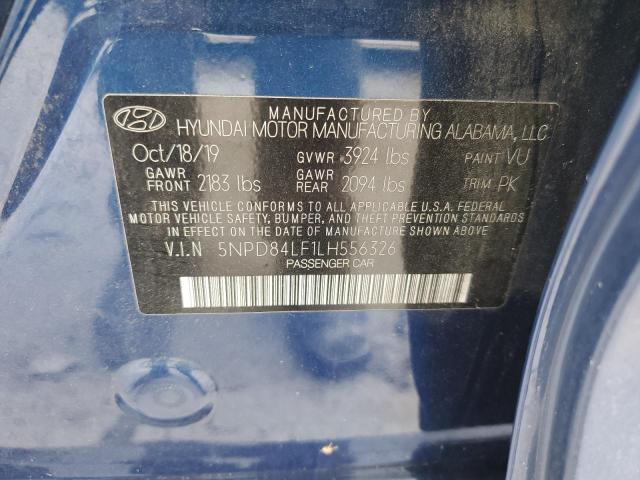 MANUFACTURED BY
HYUNDAI MOTOR MANUFACTURING ALABAMA, LLC
Oct/18/19 GVWR 3924 lbs PAINT VU
GAWR FRONT 2183 lbs GAWR REAR 2094 lbs TRIM PK
THIS VEHICLE CONFORMS TO ALL APPLICABLE U.S.A. FEDERAL
MOTOR VEHICLE SAFETY, BUMPER, AND THEFT PREVENTION STANDARDS
IN EFFECT ON THE DATE OF MANUFACTURE SHOWN ABOVE
V.I.N 5NPD84LF1LH556326
PASSENGER CAR